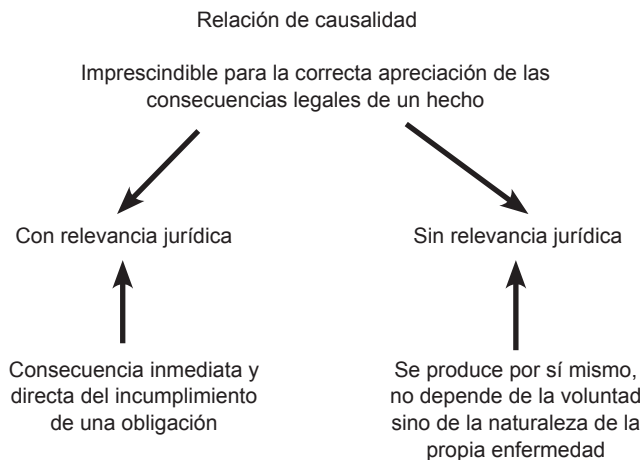 Relación de causalidad
Imprescindible para la correcta apreciación de las
consecuencias legales de un hecho
Con relevancia jurídica
Sin relevancia jurídica
Consecuencia inmediata y
directa del incumplimiento
de una obligación
Se produce por sí mismo,
no depende de la voluntad
sino de la naturaleza de la
propia enfermedad